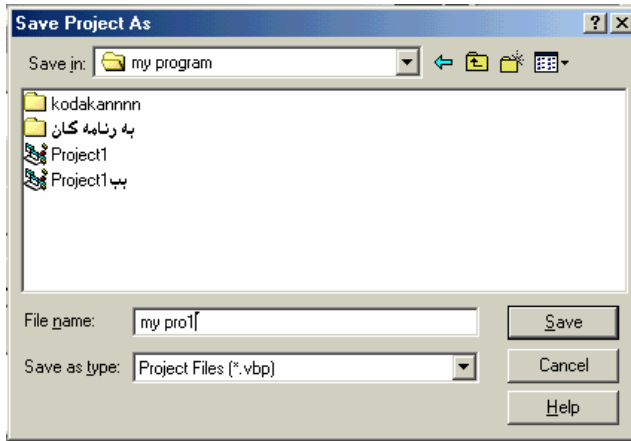 Save Project As
Save in: my program
kodakannnn
به رنامه كان
Project1
Project1بب
File name: my pro1
Save
Save as type: Project Files (*.vbp)
Cancel
Help